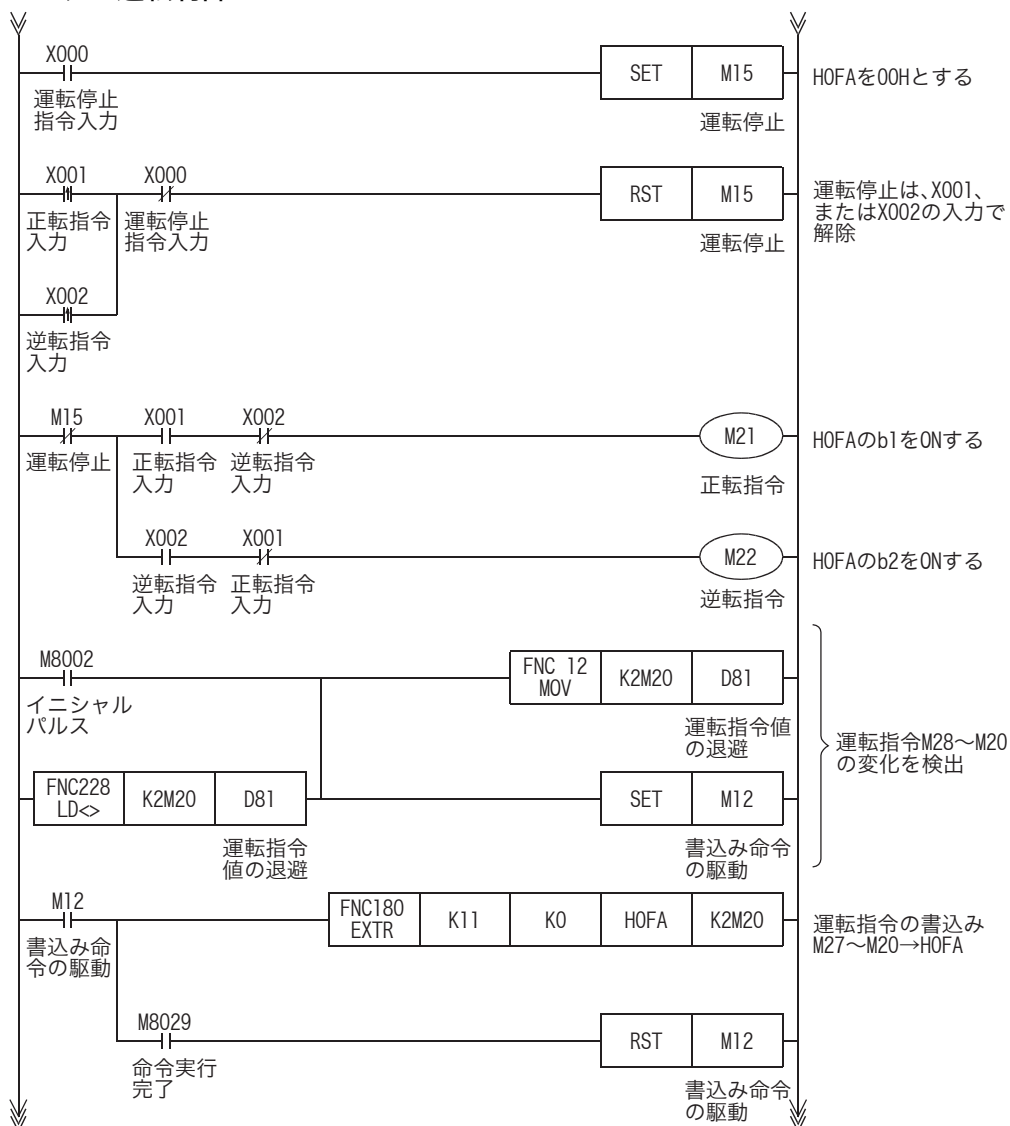 X000
SET M15
H0FAを00Hとする
運転停止
指令入力
運転停止
X001 X000
RST M15
運転停止は、X001、
またはX002の入力で
解除
正転指令
入力
運転停止
指令入力
運転停止
X002
逆転指令
入力
M15 X001 X002
M21
H0FAのb1をONする
運転停止
正転指令
入力
逆転指令
入力
正転指令
X002 X001
M22
H0FAのb2をONする
逆転指令
入力
正転指令
入力
逆転指令
M8002
FNC 12
MOV
K2M20 D81
イニシャル
パルス
運転指令値
の退避
運転指令M28～M20
の変化を検出
FNC228
LD<>
K2M20 D81
SET M12
運転指令
値の退避
書込み命令
の駆動
M12
FNC180
EXTR
K11 K0 H0FA K2M20
運転指令の書込み
M27～M20→H0FA
書込み命
令の駆動
M8029
RST M12
命令実行
完了
書込み命令
の駆動